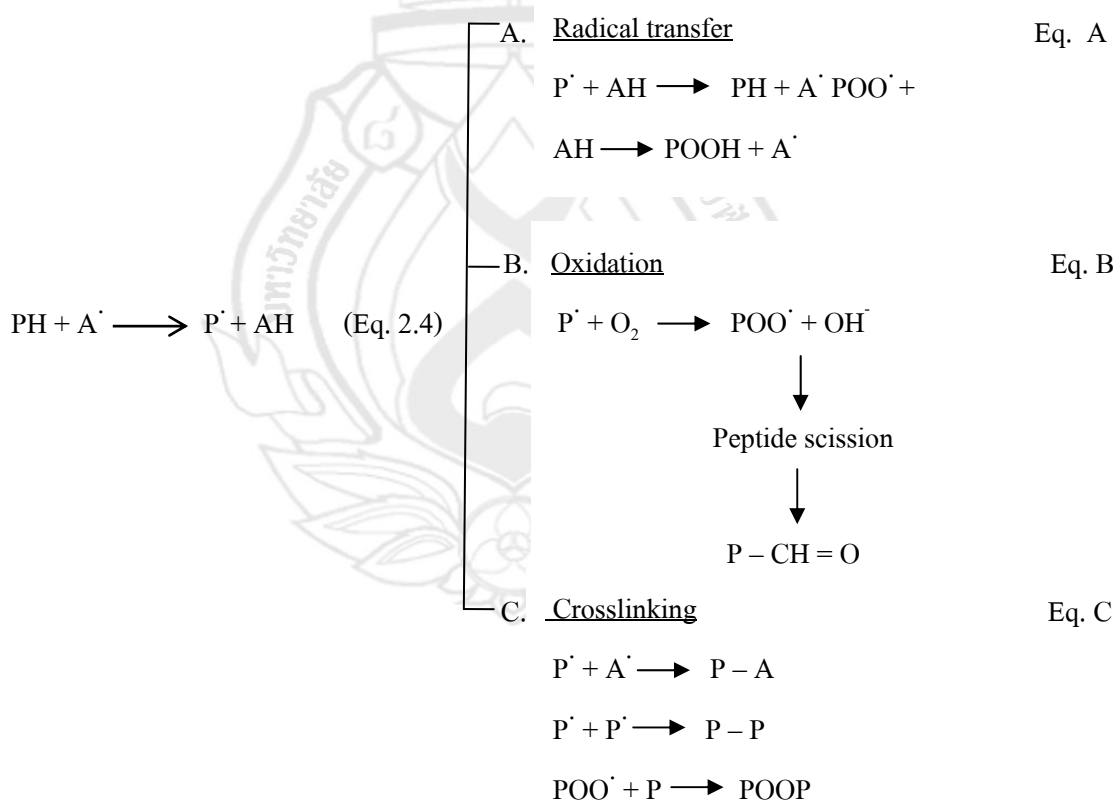 A. Radical transfer Eq. A
P˙ + AH ⟶ PH + A˙ POO˙ +
AH ⟶ POOH + A˙
B. Oxidation Eq. B
PH + A˙ ⟶ P˙ + AH (Eq. 2.4) P˙ + O₂ ⟶ POO˙ + OH⁻
Peptide scission
P – CH = O
C. Crosslinking Eq. C
P˙ + A˙ ⟶ P – A
P˙ + P˙ ⟶ P – P
POO˙ + P ⟶ POOP